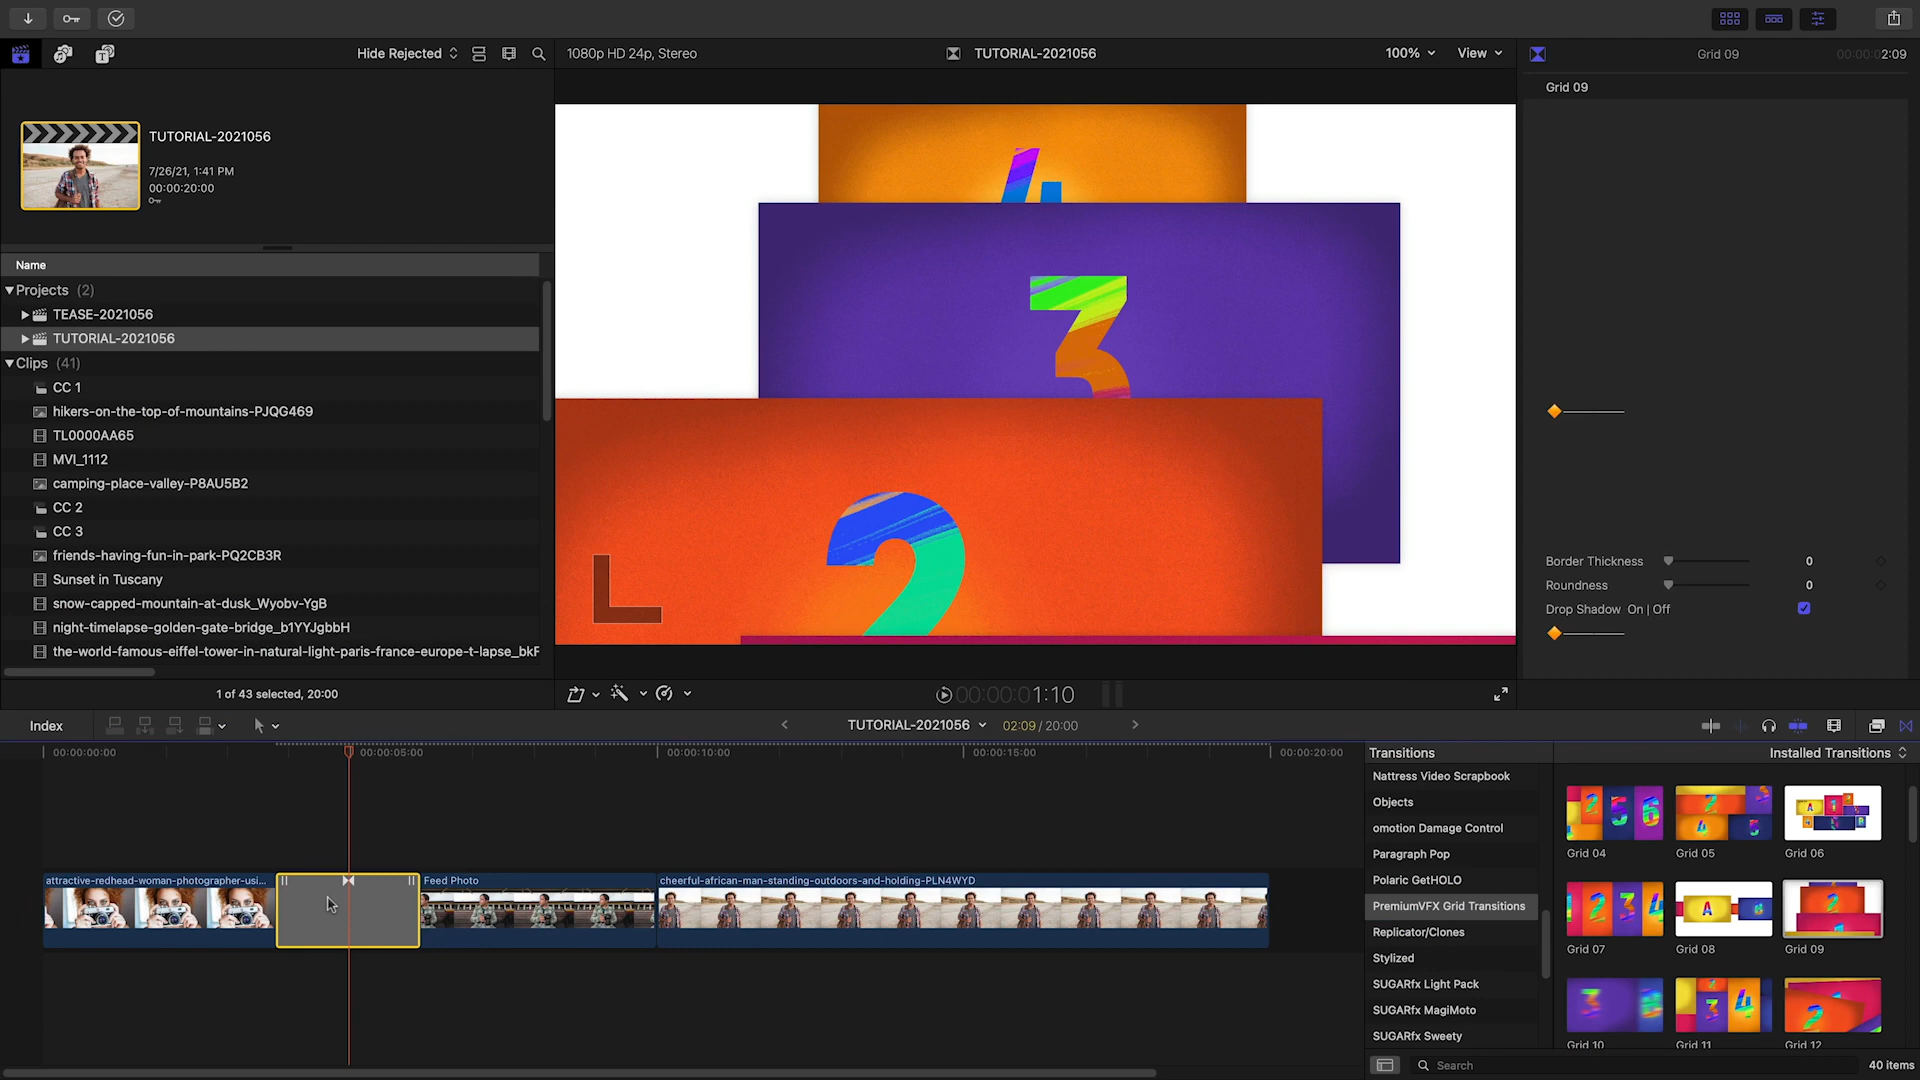 Hide Rejected
1080p HD 24p, Stereo
TUTORIAL-2021056
100%
View
Grid 09
00:00:02:09
Grid 09
TUTORIAL-2021056
7/26/21, 1:41 PM
00:00:20:00
Name
Projects (2)
TEASE-2021056
TUTORIAL-2021056
Clips (41)
CC 1
hikers-on-the-top-of-mountains-PJQG469
TL0000AA65
MVI_1112
camping-place-valley-P8AU5B2
CC 2
CC 3
friends-having-fun-in-park-PQ2CB3R
Sunset in Tuscany
snow-capped-mountain-at-dusk_Wyobv-YgB
night-timelapse-golden-gate-bridge_b1YYJgbbH
the-world-famous-eiffel-tower-in-natural-light-paris-france-europe-t-lapse_bkF
1 of 43 selected, 20:00
4
3
2
Border Thickness 0
Roundness 0
Drop Shadow On | Off
00:00:01:10
Index
TUTORIAL-2021056
02:09 / 20:00
00:00:00:00
00:00:05:00
00:00:10:00
00:00:15:00
00:00:20:00
attractive-redhead-woman-photographer-usi...
Feed Photo
cheerful-african-man-standing-outdoors-and-holding-PLN4WYD
Transitions
Installed Transitions
Nattress Video Scrapbook
Objects
omotion Damage Control
Paragraph Pop
Polaric GetHOLO
PremiumVFX Grid Transitions
Replicator/Clones
Stylized
SUGARfx Light Pack
SUGARfx MagiMoto
SUGARfx Sweety
Grid 04
Grid 05
Grid 06
Grid 07
Grid 08
Grid 09
Grid 10
Grid 11
Grid 12
Search
40 items